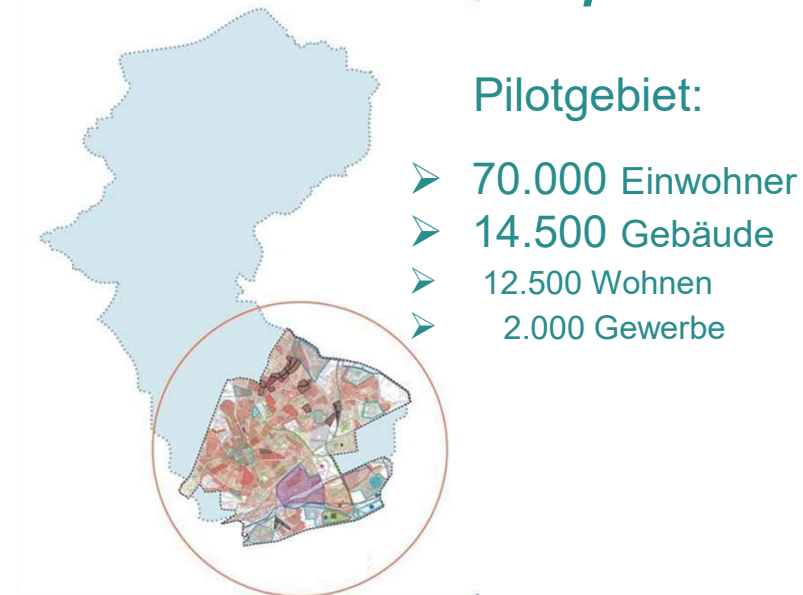 Pilotgebiet:
➢ 70.000 Einwohner
➢ 14.500 Gebäude
➢ 12.500 Wohnen
➢ 2.000 Gewerbe